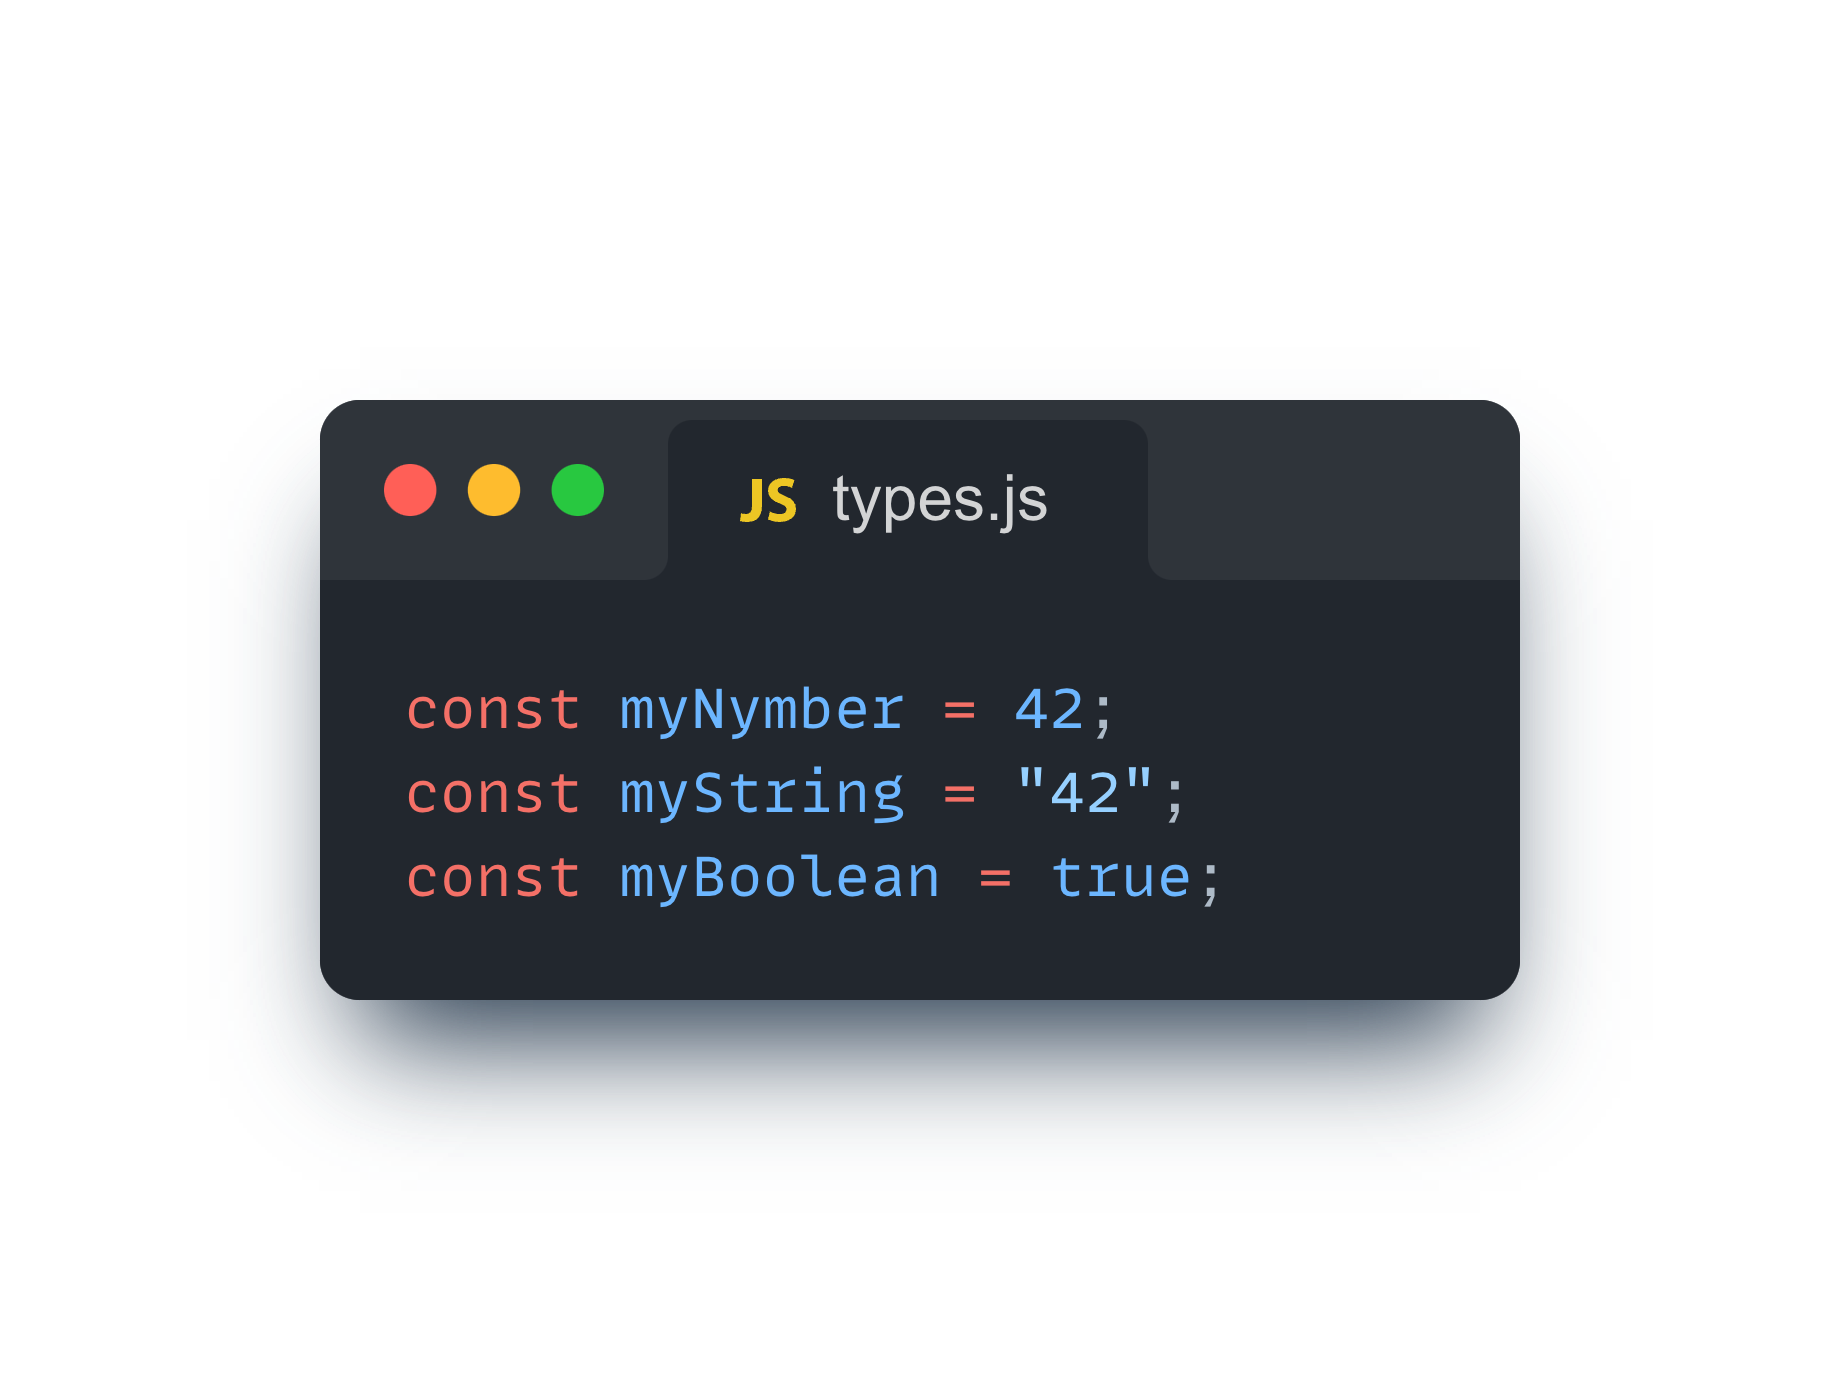 JS types.js
const myNymber = 42;
const myString = "42";
const myBoolean = true;